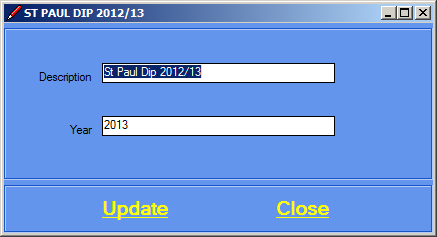 ST PAUL DIP 2012/13
Description St Paul Dip 2012/13
Year 2013
Update Close